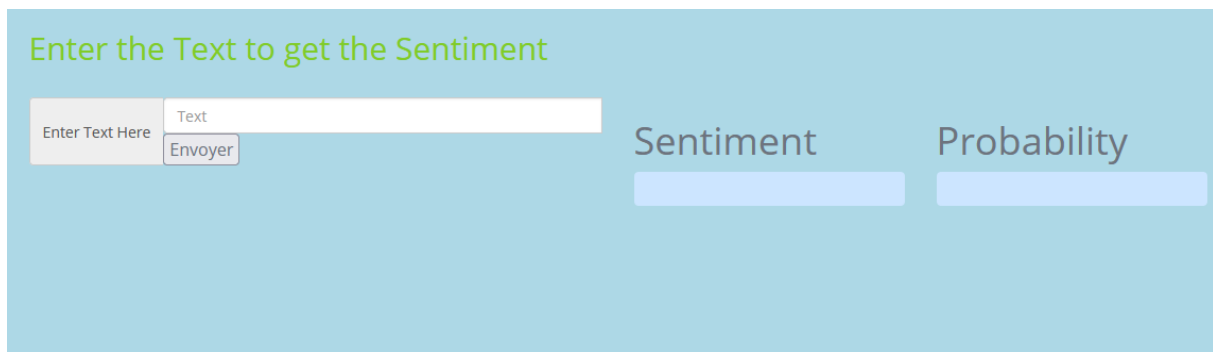 Enter the Text to get the Sentiment
Enter Text Here
Text
Envoyer
Sentiment
Probability